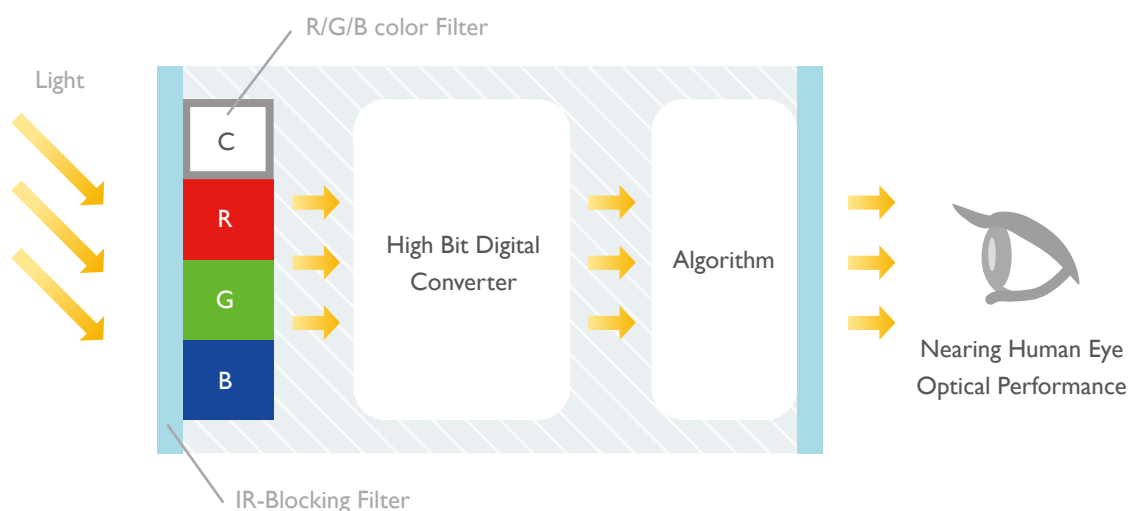 R/G/B color Filter
Light
C
R
G
B
High Bit Digital
Converter
Algorithm
Nearing Human Eye
Optical Performance
IR-Blocking Filter